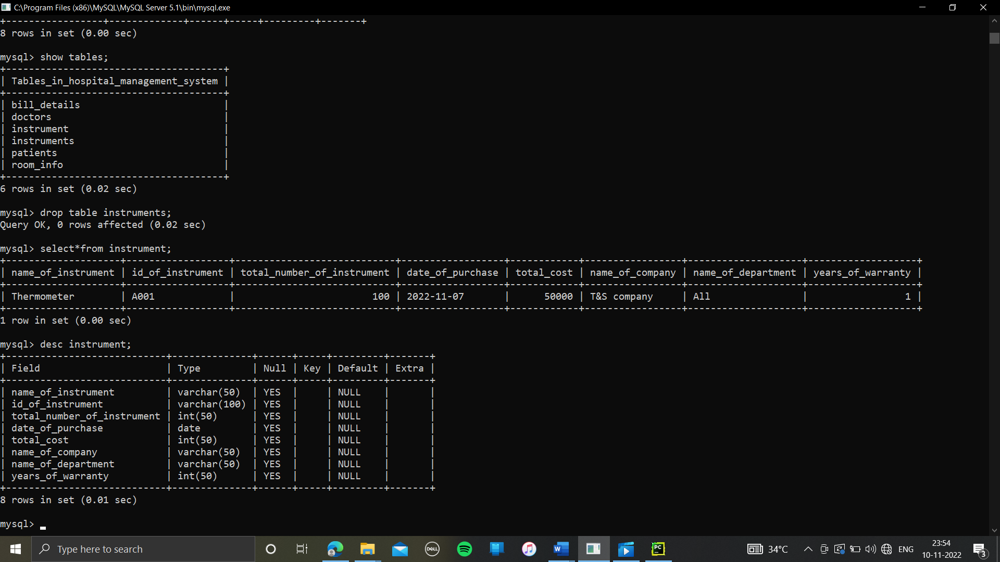 C:\Program Files (x86)\MySQL\MySQL Server 5.1\bin\mysql.exe
+-----------------+-------------+------+-----+---------+-------+
8 rows in set (0.00 sec)
mysql> show tables;
+--------------------------------------+
| Tables_in_hospital_management_system |
+--------------------------------------+
| bill_details                         |
| doctors                              |
| instrument                           |
| instruments                          |
| patients                             |
| room_info                            |
+--------------------------------------+
6 rows in set (0.02 sec)
mysql> drop table instruments;
Query OK, 0 rows affected (0.02 sec)
mysql> select*from instrument;
+--------------------+------------------+----------------------------+------------------+------------+-----------------+--------------------+-------------------+
| name_of_instrument | id_of_instrument | total_number_of_instrument | date_of_purchase | total_cost | name_of_company | name_of_department | years_of_warranty |
+--------------------+------------------+----------------------------+------------------+------------+-----------------+--------------------+-------------------+
| Thermometer        | A001             |                        100 | 2022-11-07       |      50000 | T&S company     | All                |                 1 |
+--------------------+------------------+----------------------------+------------------+------------+-----------------+--------------------+-------------------+
1 row in set (0.00 sec)
mysql> desc instrument;
+----------------------------+--------------+------+-----+---------+-------+
| Field                      | Type         | Null | Key | Default | Extra |
+----------------------------+--------------+------+-----+---------+-------+
| name_of_instrument         | varchar(50)  | YES  |     | NULL    |       |
| id_of_instrument           | varchar(100) | YES  |     | NULL    |       |
| total_number_of_instrument | int(50)      | YES  |     | NULL    |       |
| date_of_purchase           | date         | YES  |     | NULL    |       |
| total_cost                 | int(50)      | YES  |     | NULL    |       |
| name_of_company            | varchar(50)  | YES  |     | NULL    |       |
| name_of_department         | varchar(50)  | YES  |     | NULL    |       |
| years_of_warranty          | int(50)      | YES  |     | NULL    |       |
+----------------------------+--------------+------+-----+---------+-------+
8 rows in set (0.01 sec)
mysql>
Type here to search
DELL
W
PC
34°C
ENG
23:54
10-11-2022
3